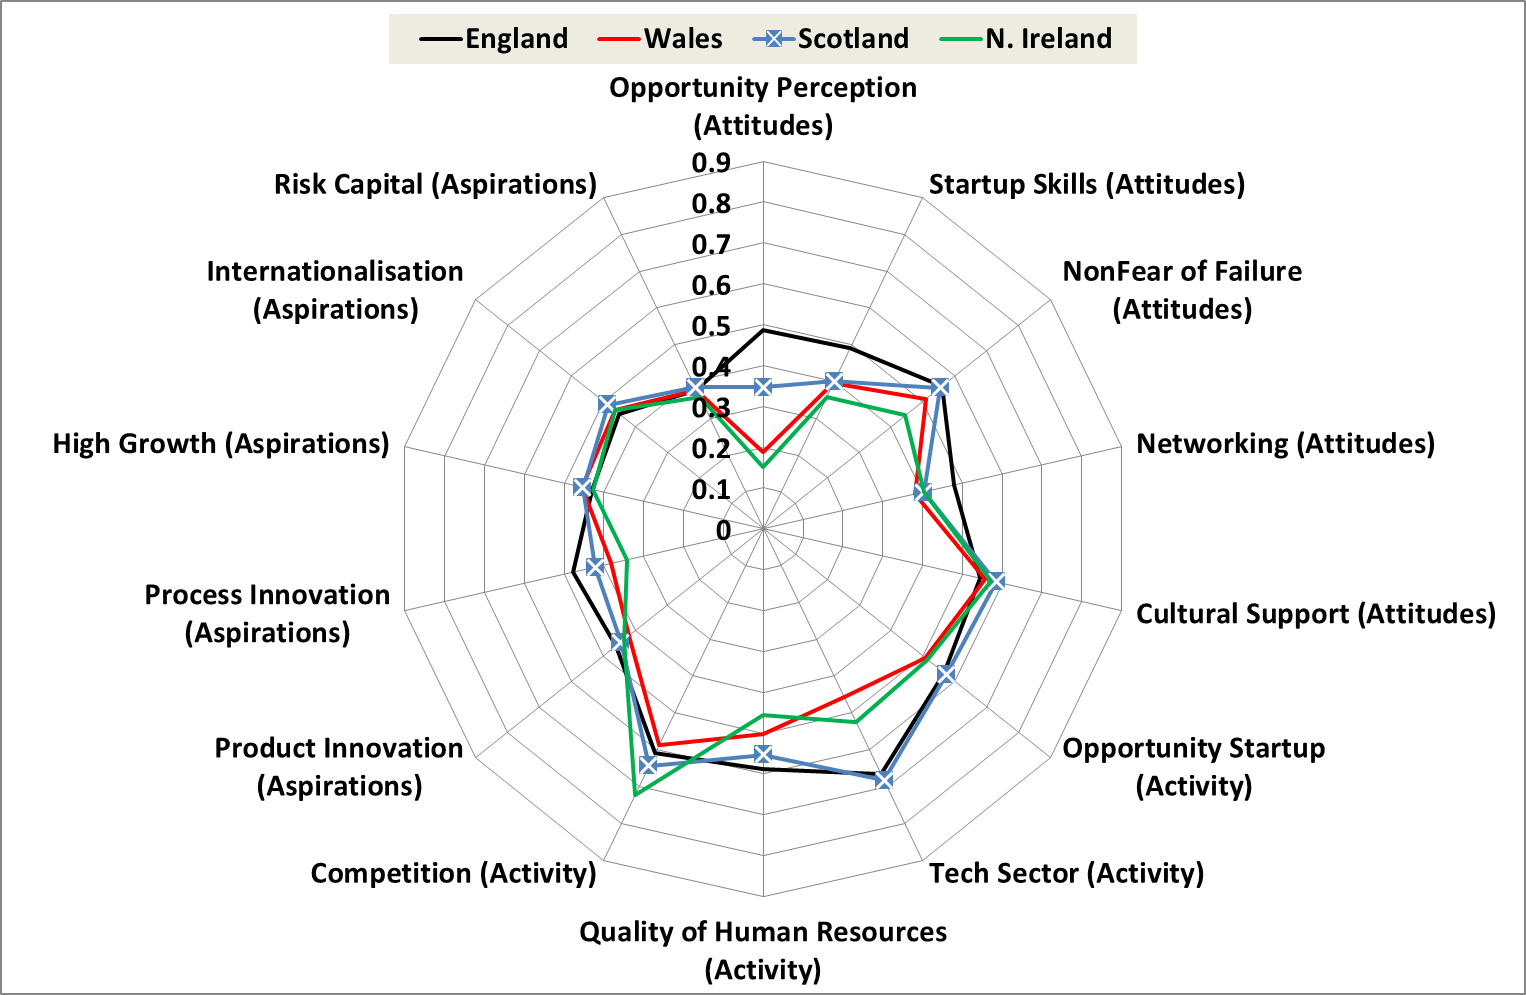 England Wales Scotland N. Ireland
Opportunity Perception
(Attitudes)
Startup Skills (Attitudes)
NonFear of Failure
(Attitudes)
Networking (Attitudes)
Cultural Support (Attitudes)
Opportunity Startup
(Activity)
Tech Sector (Activity)
Quality of Human Resources
(Activity)
Competition (Activity)
Product Innovation
(Aspirations)
Process Innovation
(Aspirations)
High Growth (Aspirations)
Internationalisation
(Aspirations)
Risk Capital (Aspirations)
0.9
0.8
0.7
0.6
0.5
0.4
0.3
0.2
0.1
0